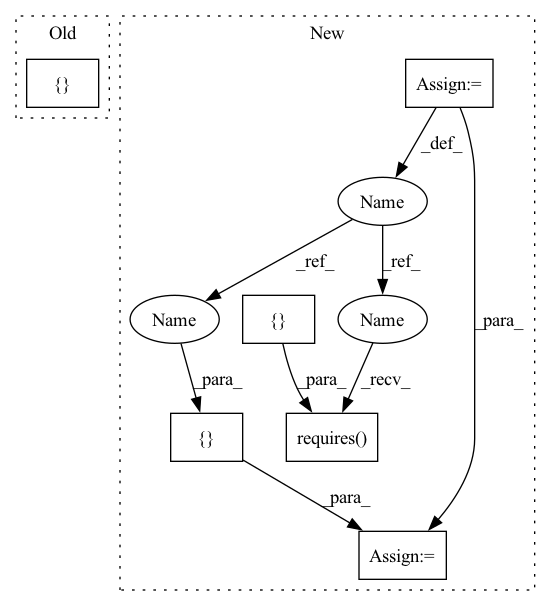 Old
New
{}
Assign:=
_def_
Name
_ref_
_ref_
Name
{}
Name
_para_
_para_
_para_
_recv_
{}
requires()
_para_
Assign:=